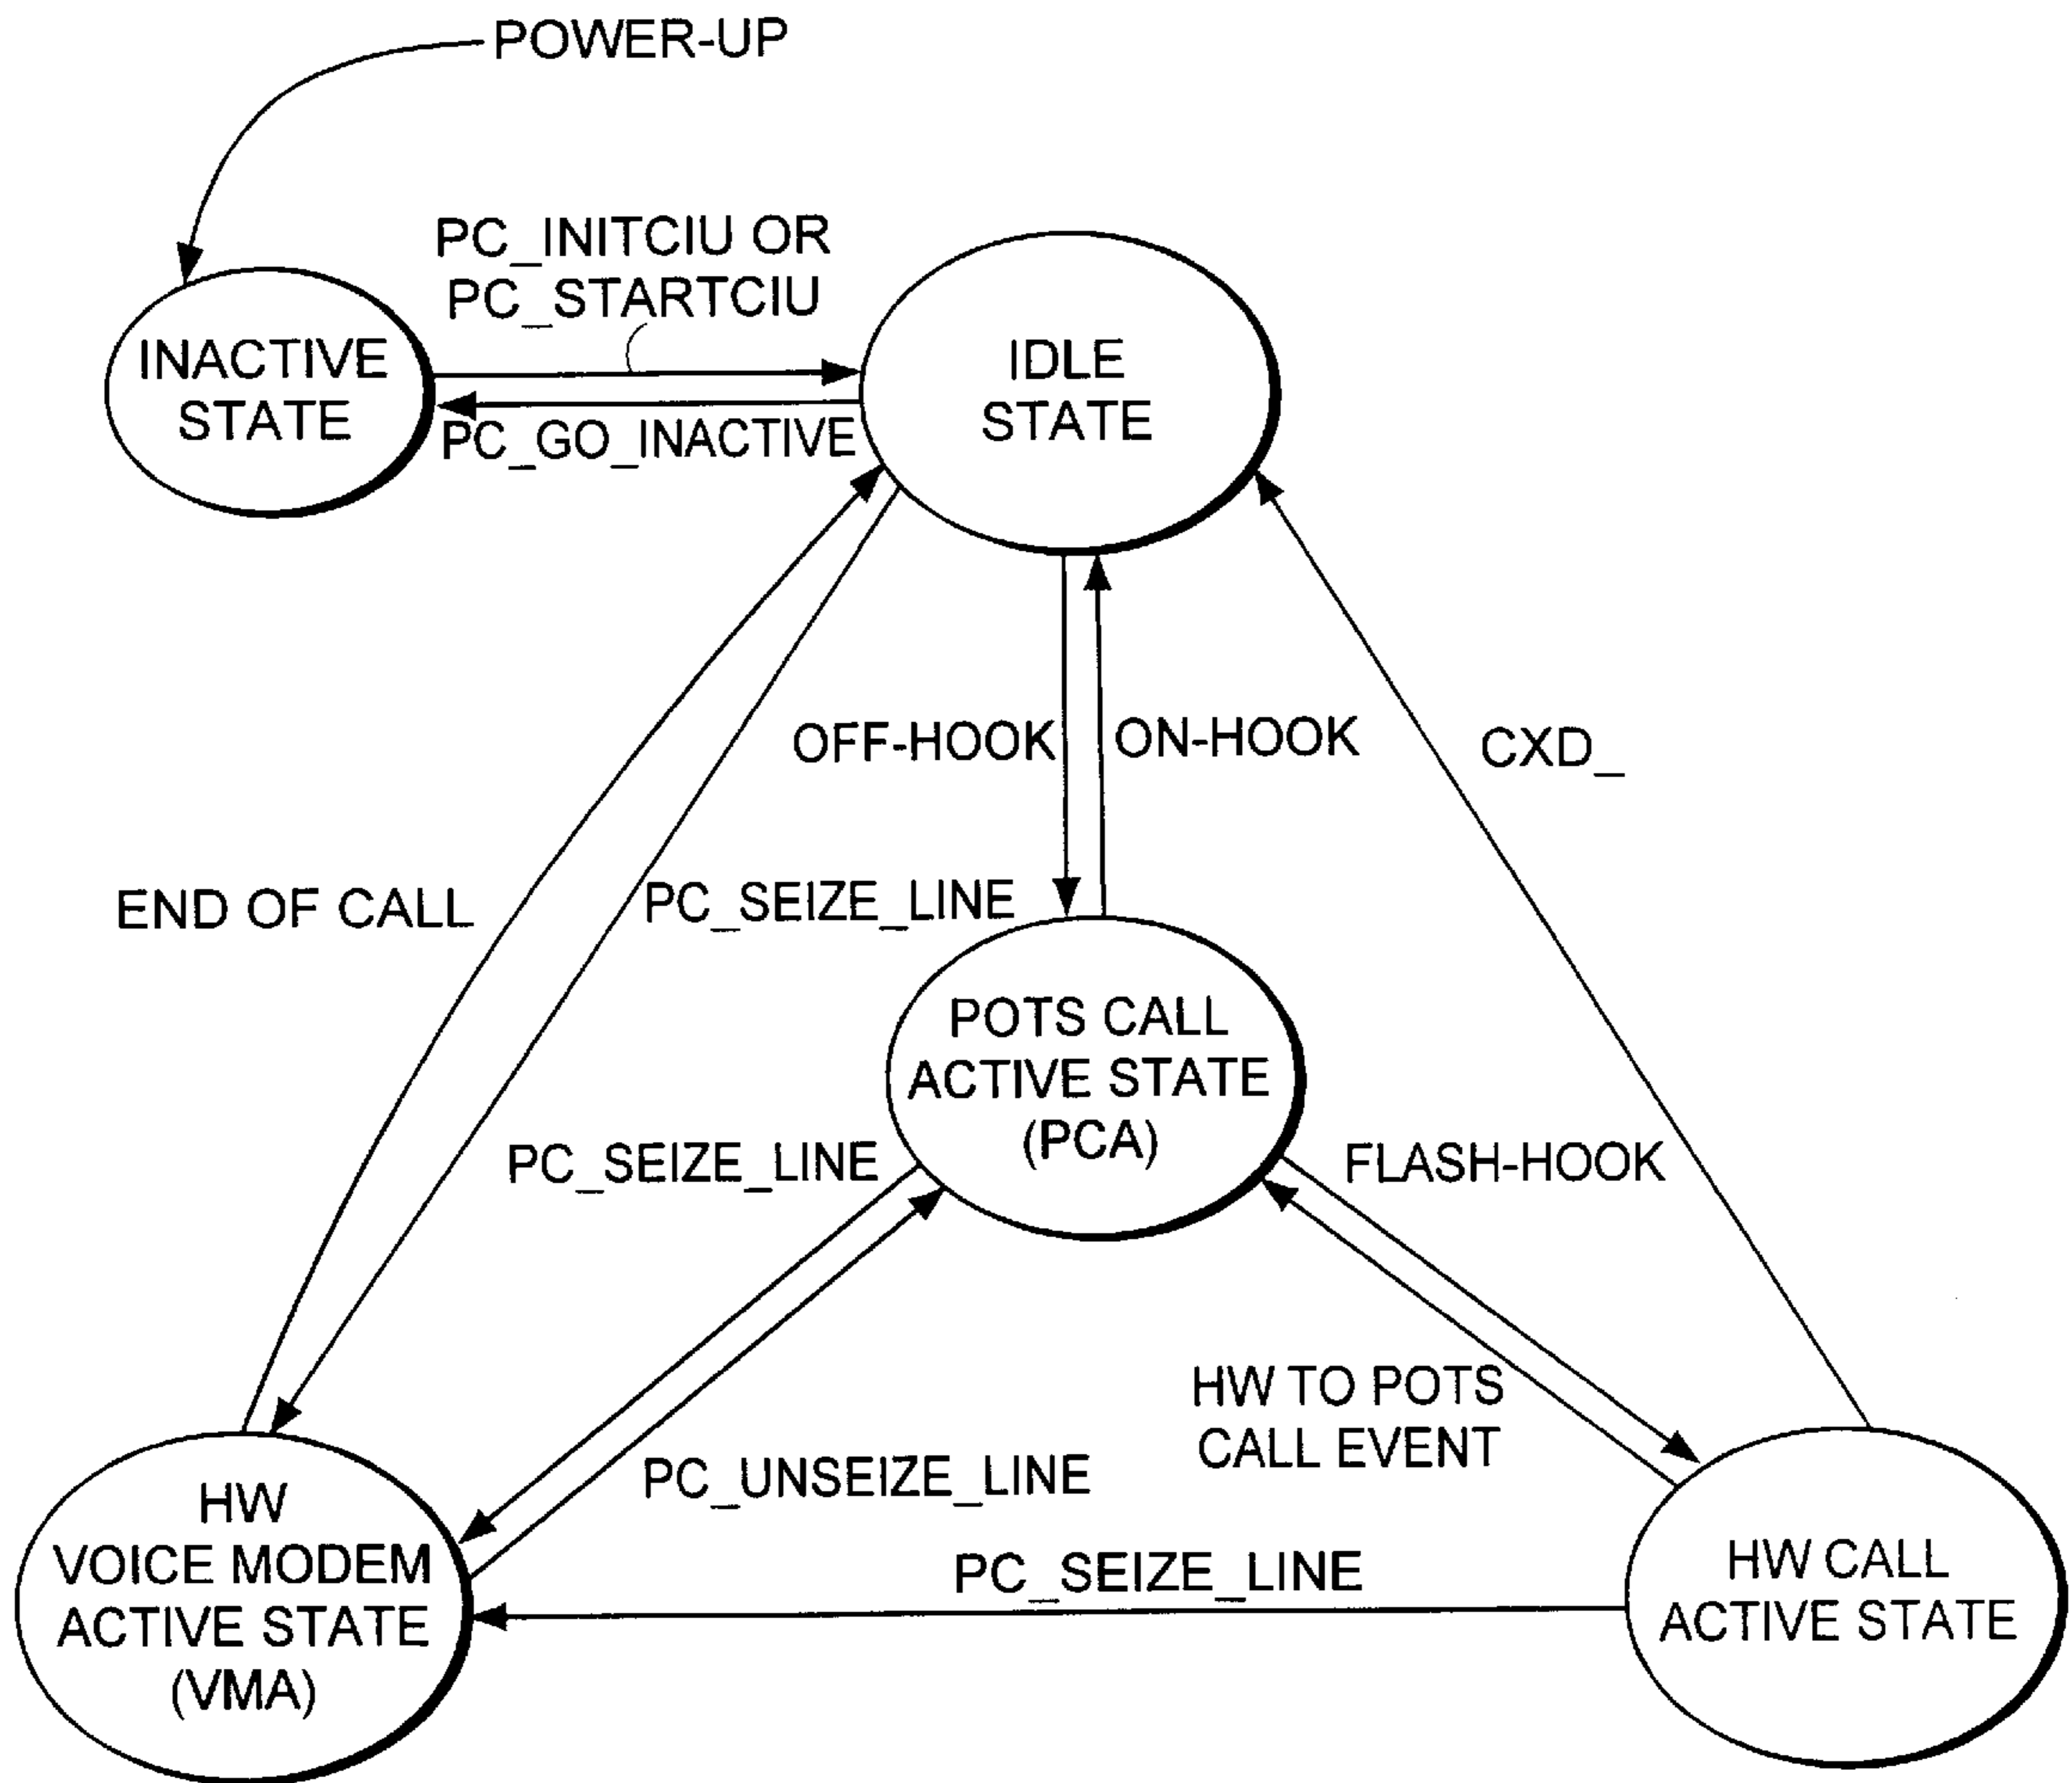 POWER-UP
PC_INITCIU OR
PC_STARTCIU
INACTIVE
STATE
IDLE
STATE
PC_GO_INACTIVE
OFF-HOOK
ON-HOOK
CXD_
END OF CALL
PC_SEIZE_LINE
POTS CALL
ACTIVE STATE
(PCA)
PC_SEIZE_LINE
FLASH-HOOK
HW TO POTS
CALL EVENT
PC_UNSEIZE_LINE
HW
VOICE MODEM
ACTIVE STATE
(VMA)
PC_SEIZE_LINE
HW CALL
ACTIVE STATE